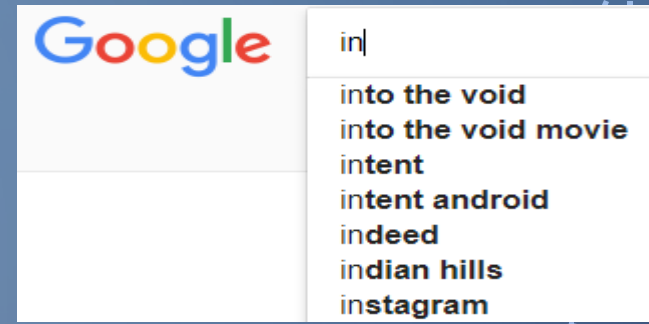 Google
in
into the void
into the void movie
intent
intent android
indeed
indian hills
instagram